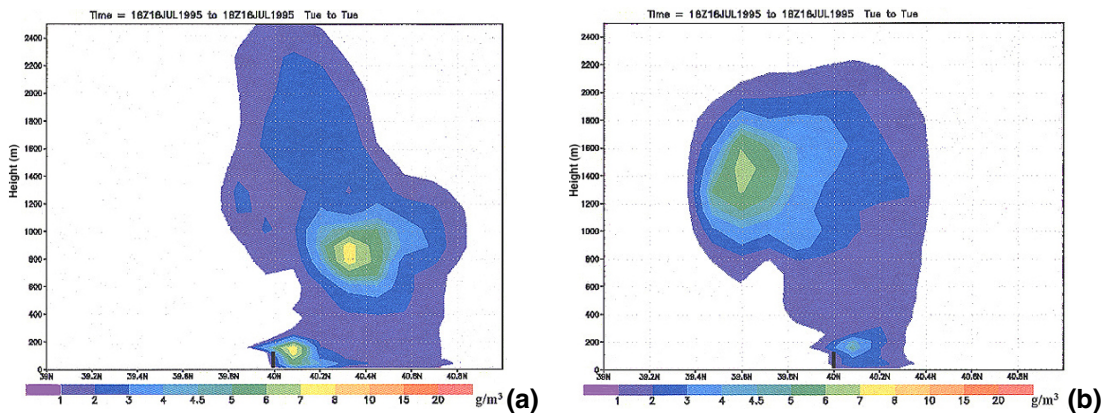 Time = 16Z16JUL1995 to 18Z16JUL1995 Tue to Tue
Height (m)
2400
2200
2000
1800
1600
1400
1200
1000
800
600
400
200
0
39N 39.2N 39.4N 39.6N 39.8N 40N 40.2N 40.4N 40.6N 40.8N
1 2 3 4 4.5 5 6 7 8 10 15 20 g/m³
(a)
Time = 16Z16JUL1995 to 18Z16JUL1995 Tue to Tue
Height (m)
2400
2200
2000
1800
1600
1400
1200
1000
800
600
400
200
0
39N 39.2N 39.4N 39.6N 39.8N 40N 40.2N 40.4N 40.6N 40.8N
1 2 3 4 4.5 5 6 7 8 10 15 20 g/m³
(b)